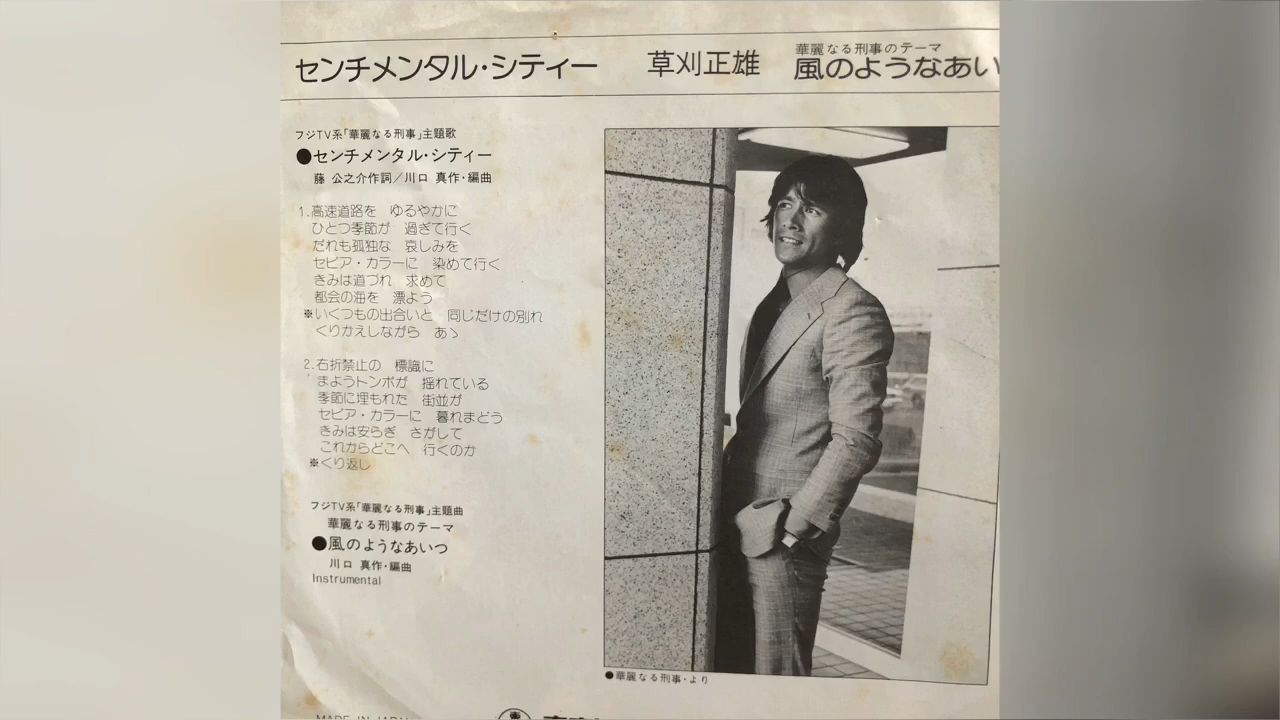 センチメンタル・シティー
草刈正雄
華麗なる刑事のテーマ
風のようなあい
フジTV系「華麗なる刑事」主題歌
●センチメンタル・シティー
藤 公之介作詞／川口 真作・編曲
1.高速道路を ゆるやかに
ひとつ季節が 過ぎて行く
だれも孤独な 哀しみを
セピア・カラーに 染めて行く
きみは道づれ 求めて
都会の海を 漂よう
※いくつもの出合いと 同じだけの別れ
くりかえしながら あゝ
2.右折禁止の 標識に
まようトンボが 揺れている
季節に埋もれた 街並が
セピア・カラーに 暮れまどう
きみは安らぎ さがして
これからどこへ 行くのか
※くり返し
フジTV系「華麗なる刑事」主題曲
華麗なる刑事のテーマ
●風のようなあいつ
川口 真作・編曲
Instrumental
●華麗なる刑事・より
MADE IN JAPAN